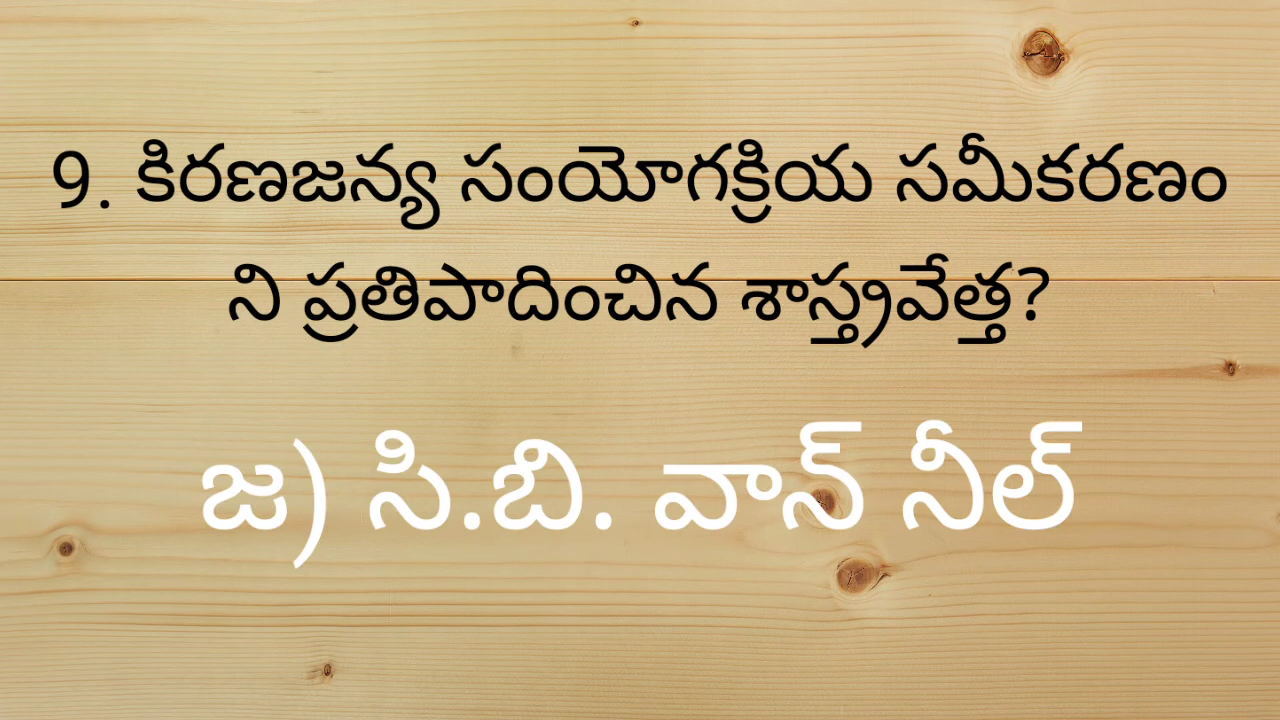 9. కిరణజన్య సంయోగక్రియ సమీకరణం
ని ప్రతిపాదించిన శాస్త్రవేత్త?
జ) సి.బి. వాన్ నీల్